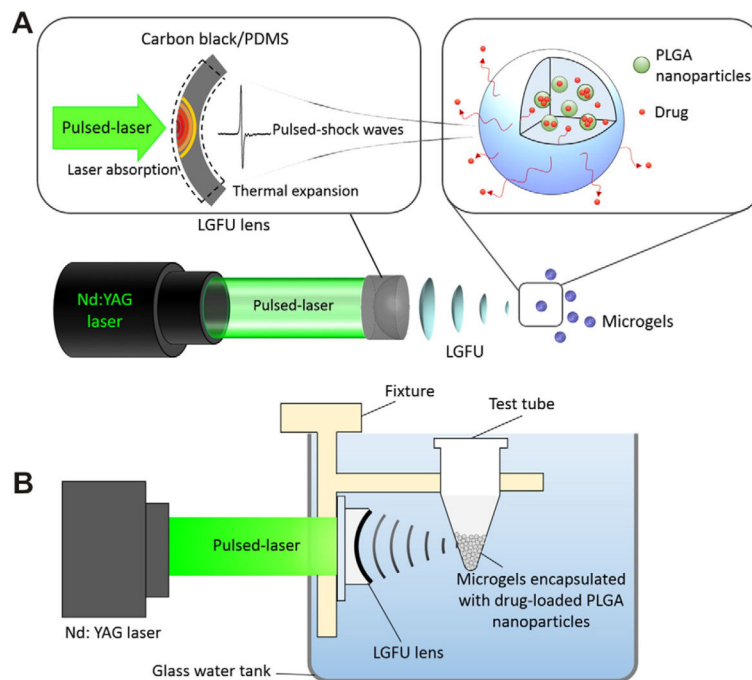 A
Carbon black/PDMS
Pulsed-laser
Laser absorption
Pulsed-shock waves
Thermal expansion
LGFU lens
PLGA
nanoparticles
Drug
Nd:YAG
laser
Pulsed-laser
LGFU
Microgels
B
Fixture
Test tube
Pulsed-laser
Microgels encapsulated
with drug-loaded PLGA
nanoparticles
LGFU lens
Nd: YAG laser
Glass water tank